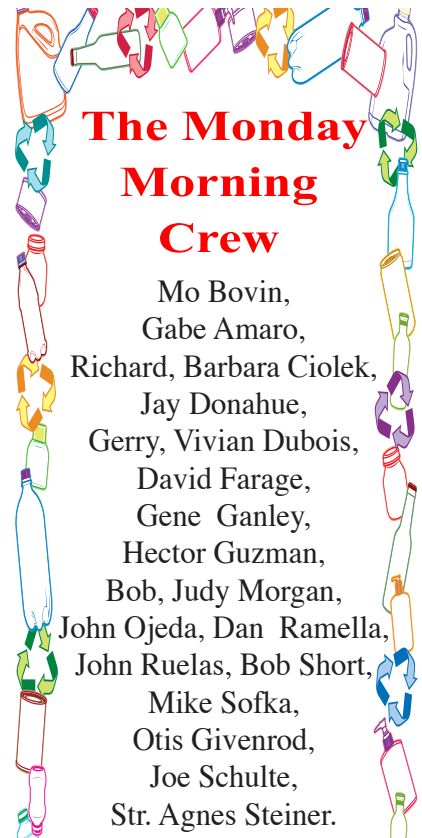 The Monday
Morning
Crew
Mo Bovin,
Gabe Amaro,
Richard, Barbara Ciolek,
Jay Donahue,
Gerry, Vivian Dubois,
David Farage,
Gene Ganley,
Hector Guzman,
Bob, Judy Morgan,
John Ojeda, Dan Ramella,
John Ruelas, Bob Short,
Mike Sofka,
Otis Givenrod,
Joe Schulte,
Str. Agnes Steiner.